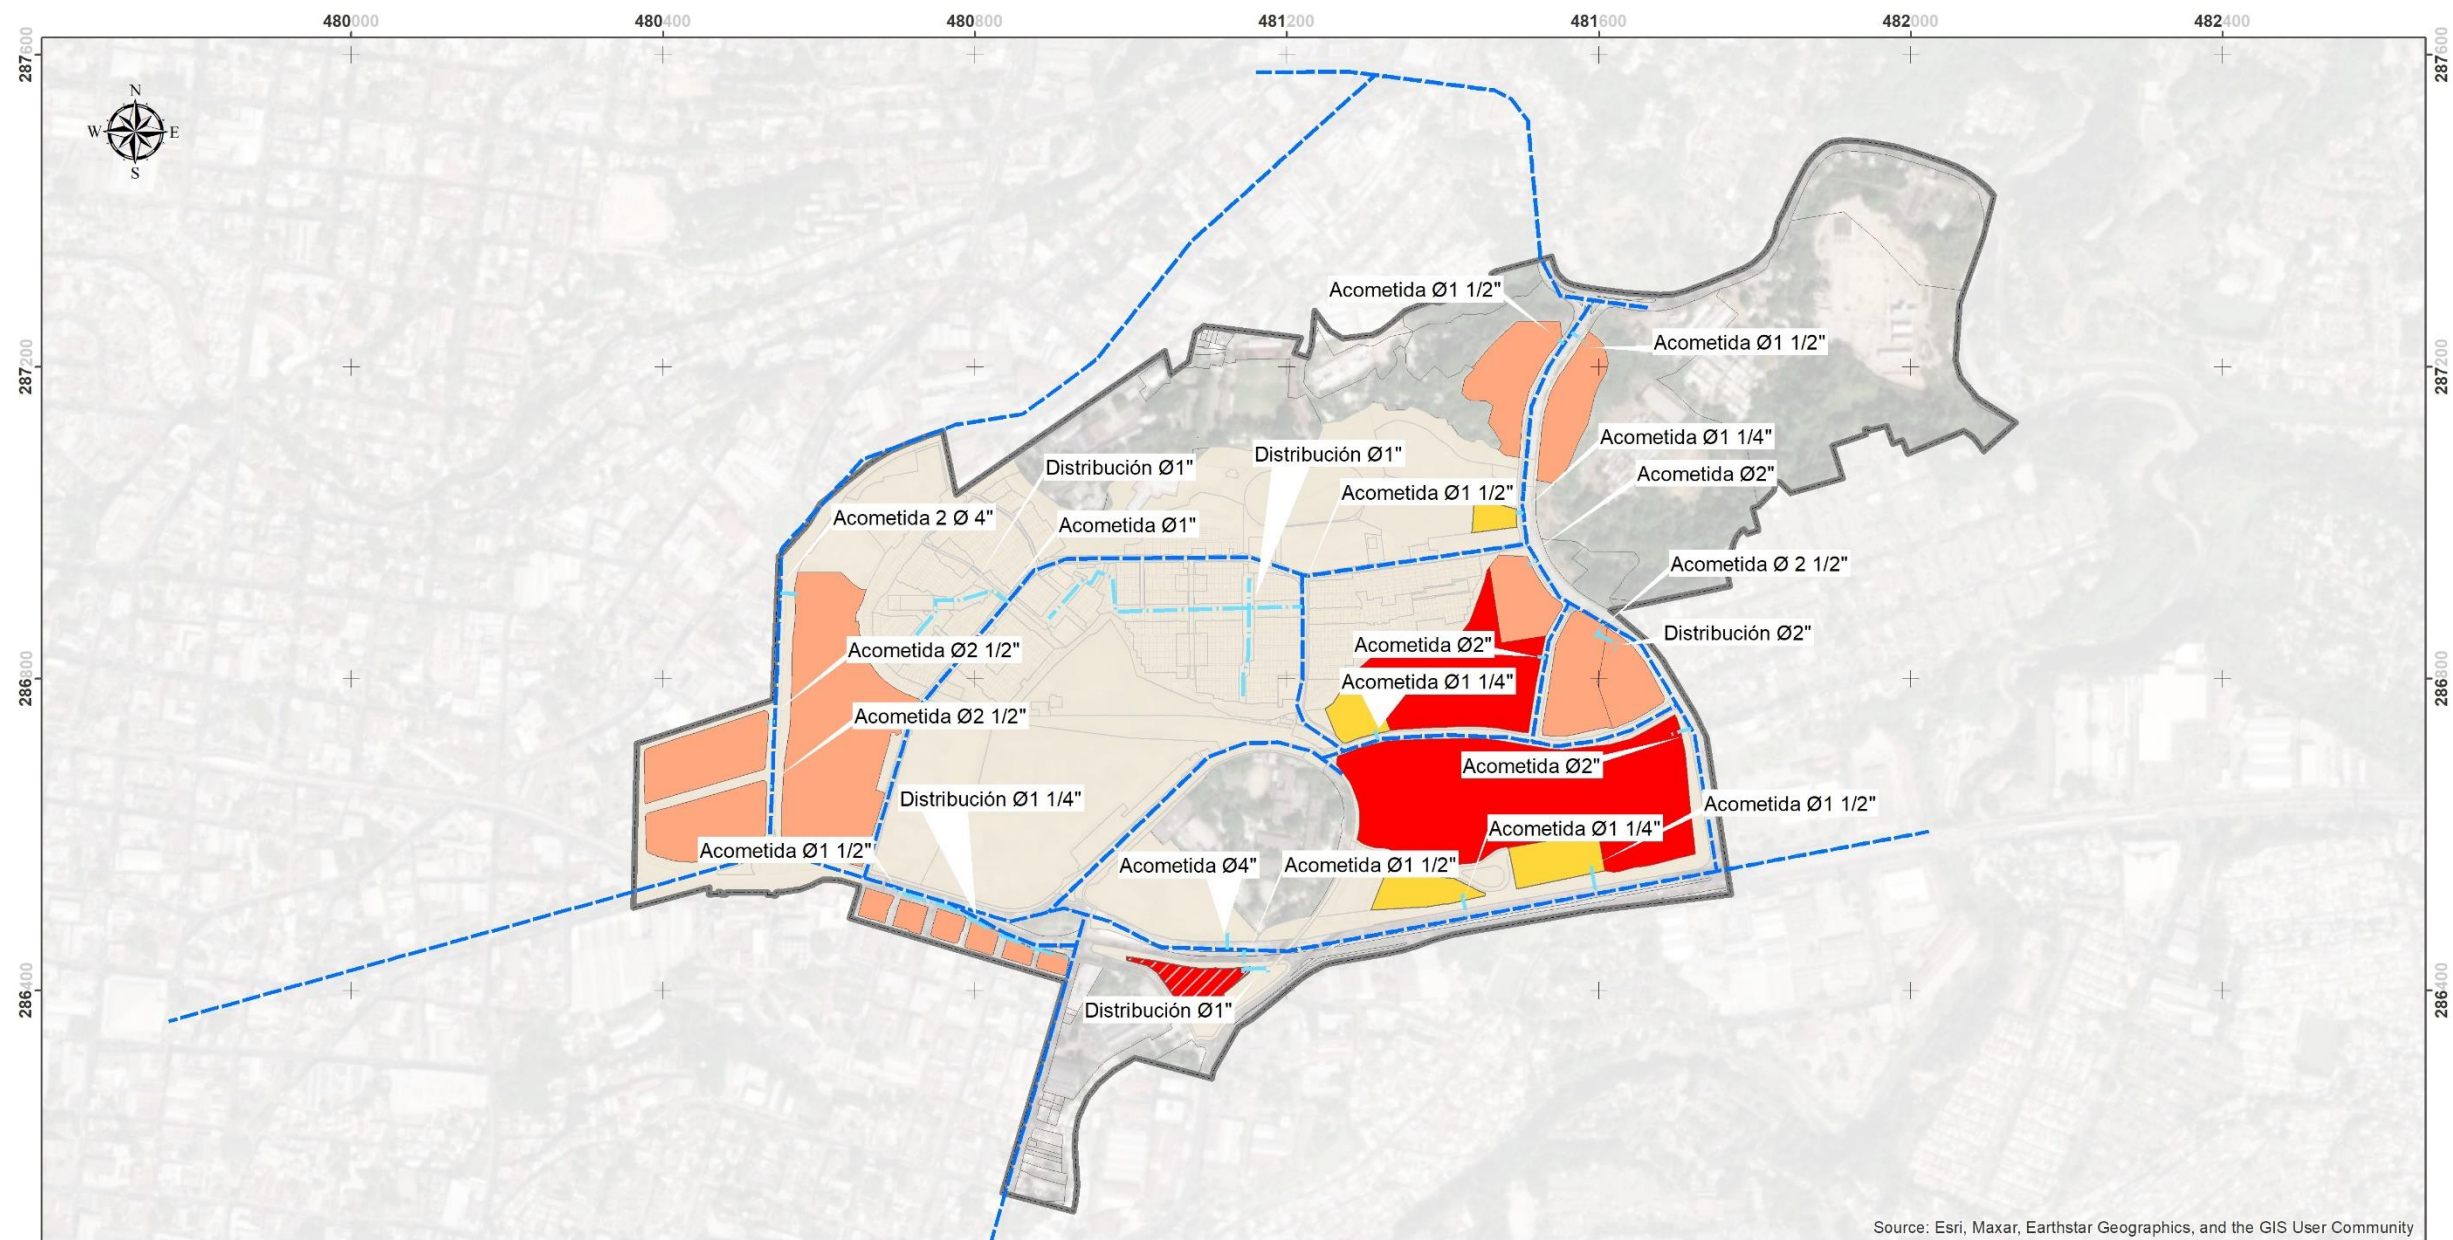 480000 480400 480800 481200 481600 482000 482400
287600 287600
N
W E
S
Acometida Ø1 1/2"
Acometida Ø1 1/2"
287200 287200
Acometida Ø1 1/4"
Distribución Ø1"
Distribución Ø1"
Acometida Ø2"
Acometida Ø1 1/2"
Acometida 2 Ø 4"
Acometida Ø1"
Acometida Ø 2 1/2"
Distribución Ø2"
Acometida Ø2"
Acometida Ø2 1/2"
286800 286800
Acometida Ø1 1/4"
Acometida Ø2 1/2"
Acometida Ø2"
Distribución Ø1 1/4"
Acometida Ø1 1/2"
Acometida Ø1 1/4"
Acometida Ø1 1/2"
Acometida Ø4"
Acometida Ø1 1/2"
286400 286400
Distribución Ø1"
Source: Esri, Maxar, Earthstar Geographics, and the GIS User Community